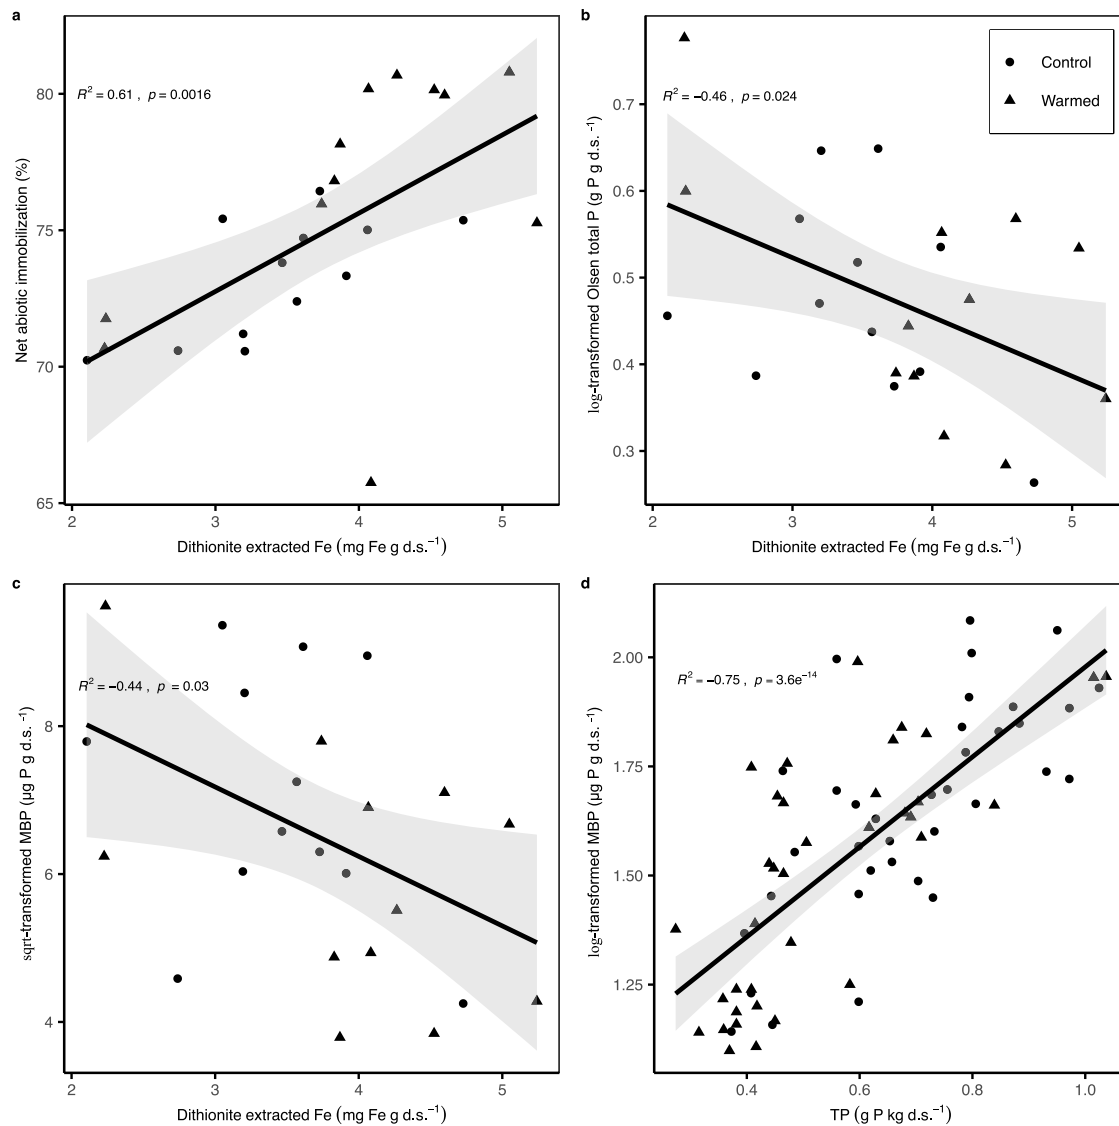 a
R² = 0.61 , p = 0.0016
Net abiotic immobilization (%)
80
75
70
65
2 3 4 5
Dithionite extracted Fe (mg Fe g d.s.⁻¹)
b
Control
Warmed
R² = −0.46 , p = 0.024
log-transformed Olsen total P (g P g d.s. ⁻¹)
0.7
0.6
0.5
0.4
0.3
2 3 4 5
Dithionite extracted Fe (mg Fe g d.s.⁻¹)
c
R² = −0.44 , p = 0.03
sqrt-transformed MBP (µg P g d.s. ⁻¹)
8
6
4
2 3 4 5
Dithionite extracted Fe (mg Fe g d.s.⁻¹)
d
R² = −0.75 , p = 3.6e⁻¹⁴
log-transformed MBP (µg P g d.s. ⁻¹)
2.00
1.75
1.50
1.25
0.4 0.6 0.8 1.0
TP (g P kg d.s.⁻¹)